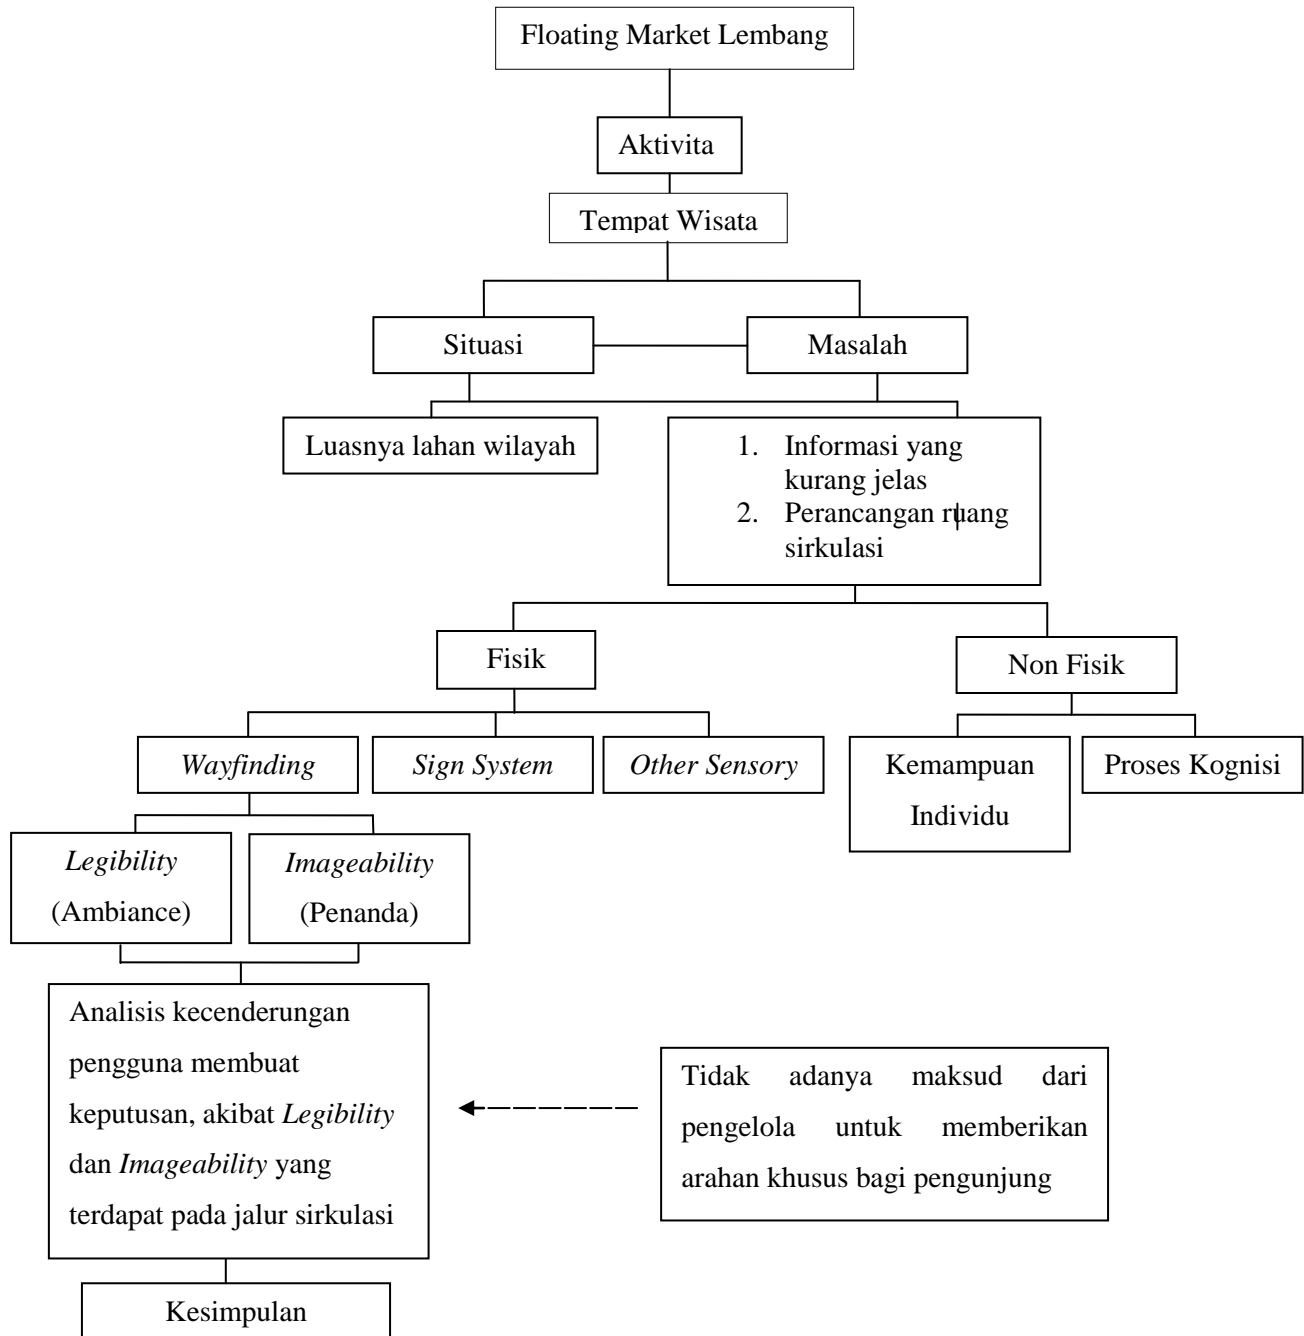 Floating Market Lembang
Aktivita
Tempat Wisata
Situasi
Masalah
Luasnya lahan wilayah
1. Informasi yang
kurang jelas
2. Perancangan ruang
sirkulasi
Fisik
Non Fisik
Wayfinding
Sign System
Other Sensory
Kemampuan
Individu
Proses Kognisi
Legibility
(Ambiance)
Imageability
(Penanda)
Analisis kecenderungan
pengguna membuat
keputusan, akibat Legibility
dan Imageability yang
terdapat pada jalur sirkulasi
Tidak adanya maksud dari
pengelola untuk memberikan
arahan khusus bagi pengunjung
Kesimpulan